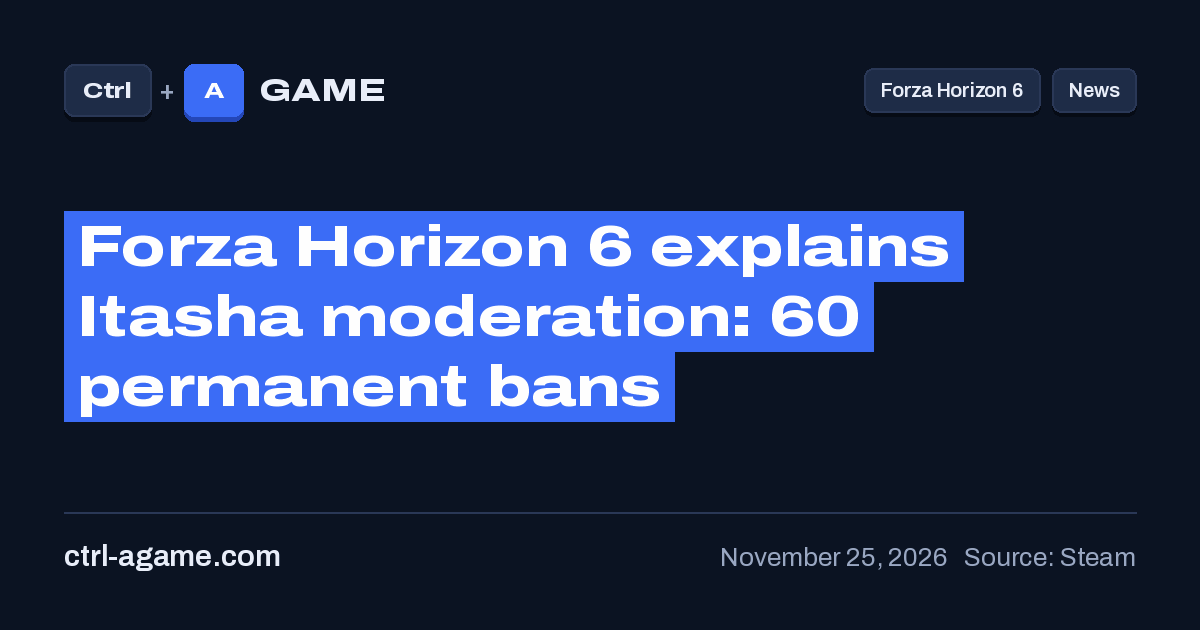 Ctrl + A GAME
Forza Horizon 6 News
Forza Horizon 6 explains
Itasha moderation: 60
permanent bans
ctrl-agame.com
November 25, 2026 Source: Steam